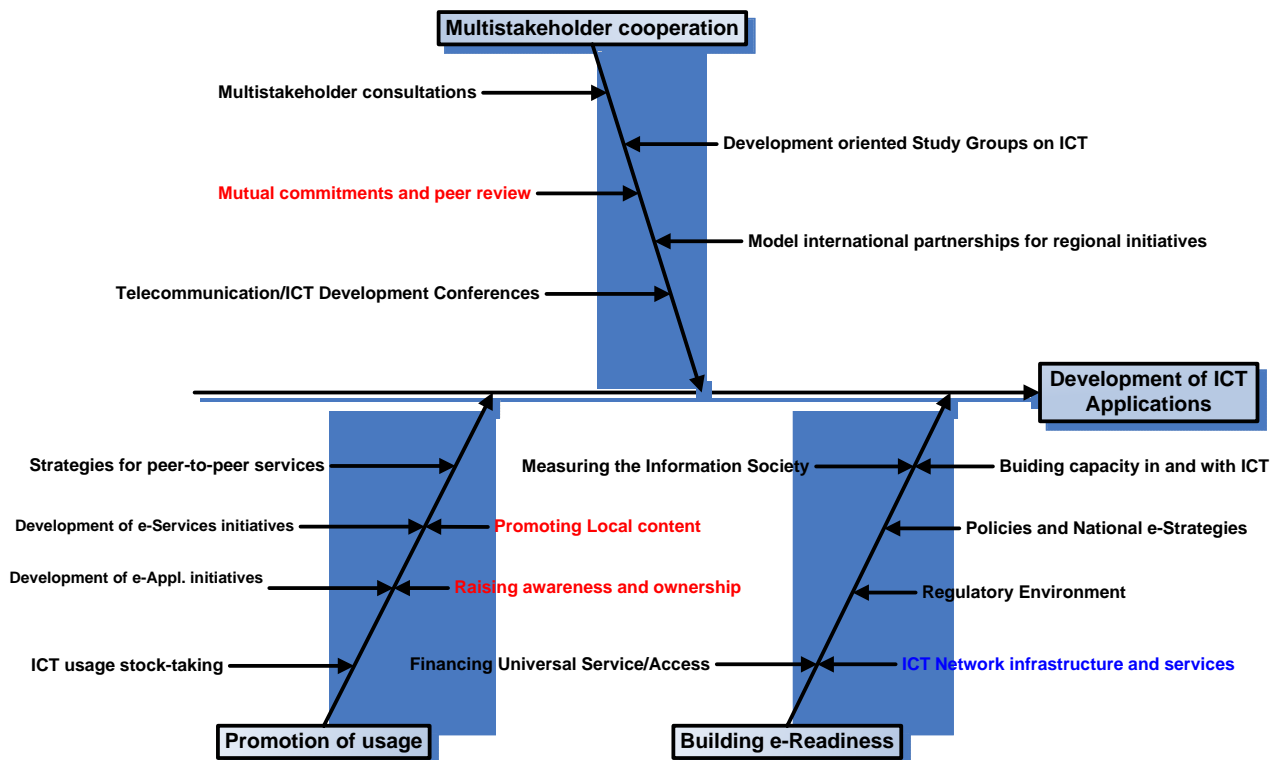 Multistakeholder cooperation
Multistakeholder consultations
Development oriented Study Groups on ICT
Mutual commitments and peer review
Model international partnerships for regional initiatives
Telecommunication/ICT Development Conferences
Development of ICT
Applications
Strategies for peer-to-peer services
Measuring the Information Society
Buiding capacity in and with ICT
Development of e-Services initiatives
Promoting Local content
Policies and National e-Strategies
Development of e-Appl. initiatives
Raising awareness and ownership
Regulatory Environment
ICT usage stock-taking
Financing Universal Service/Access
ICT Network infrastructure and services
Promotion of usage
Building e-Readiness